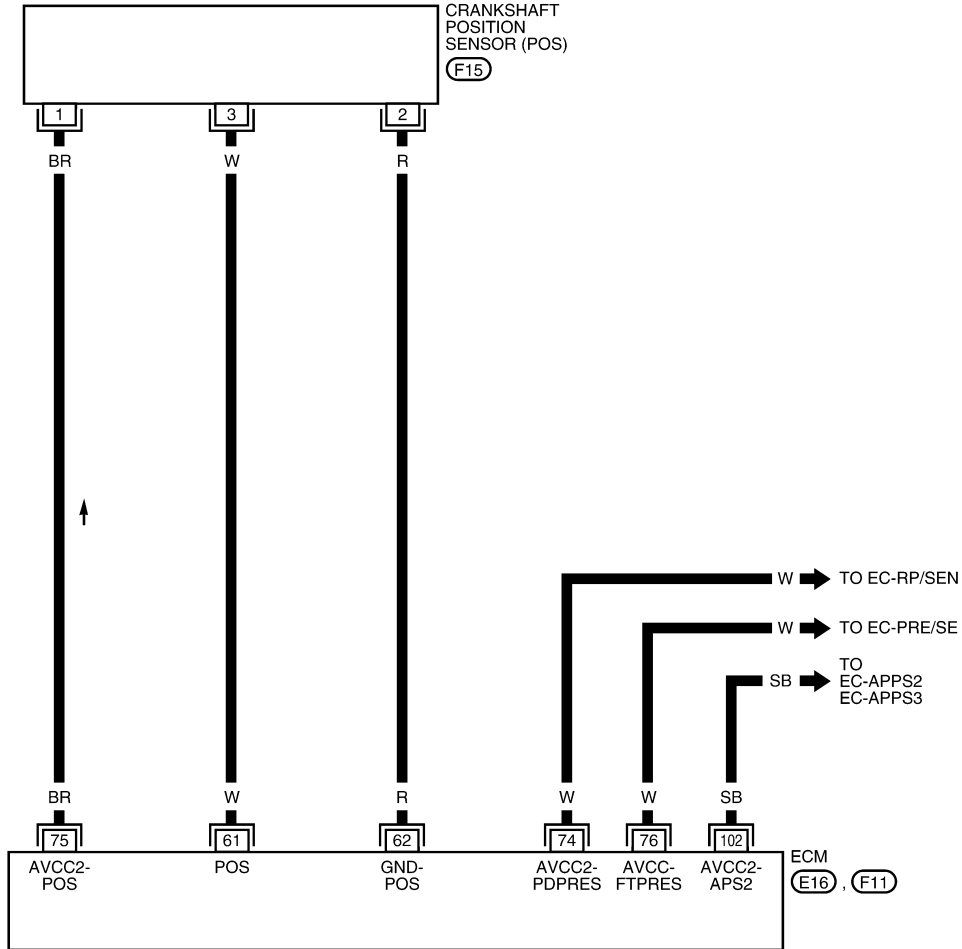 CRANKSHAFT
POSITION
SENSOR (POS)
F15
1 3 2
BR W R
W TO EC-RP/SEN
W TO EC-PRE/SE
SB TO
EC-APPS2
EC-APPS3
BR W R W W SB
75 61 62 74 76 102
AVCC2-
POS
POS
GND-
POS
AVCC2-
PDPRES
AVCC-
FTPRES
AVCC2-
APS2
ECM
E16 , F11